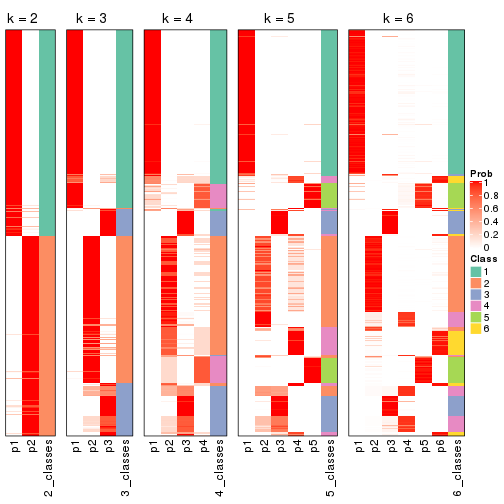 k = 2
k = 3
k = 4
k = 5
k = 6
p1
p2
2_classes
p1
p2
p3
3_classes
p1
p2
p3
p4
4_classes
p1
p2
p3
p4
p5
5_classes
p1
p2
p3
p4
p5
p6
6_classes
Prob
1
0.8
0.6
0.4
0.2
0
Class
1
2
3
4
5
6